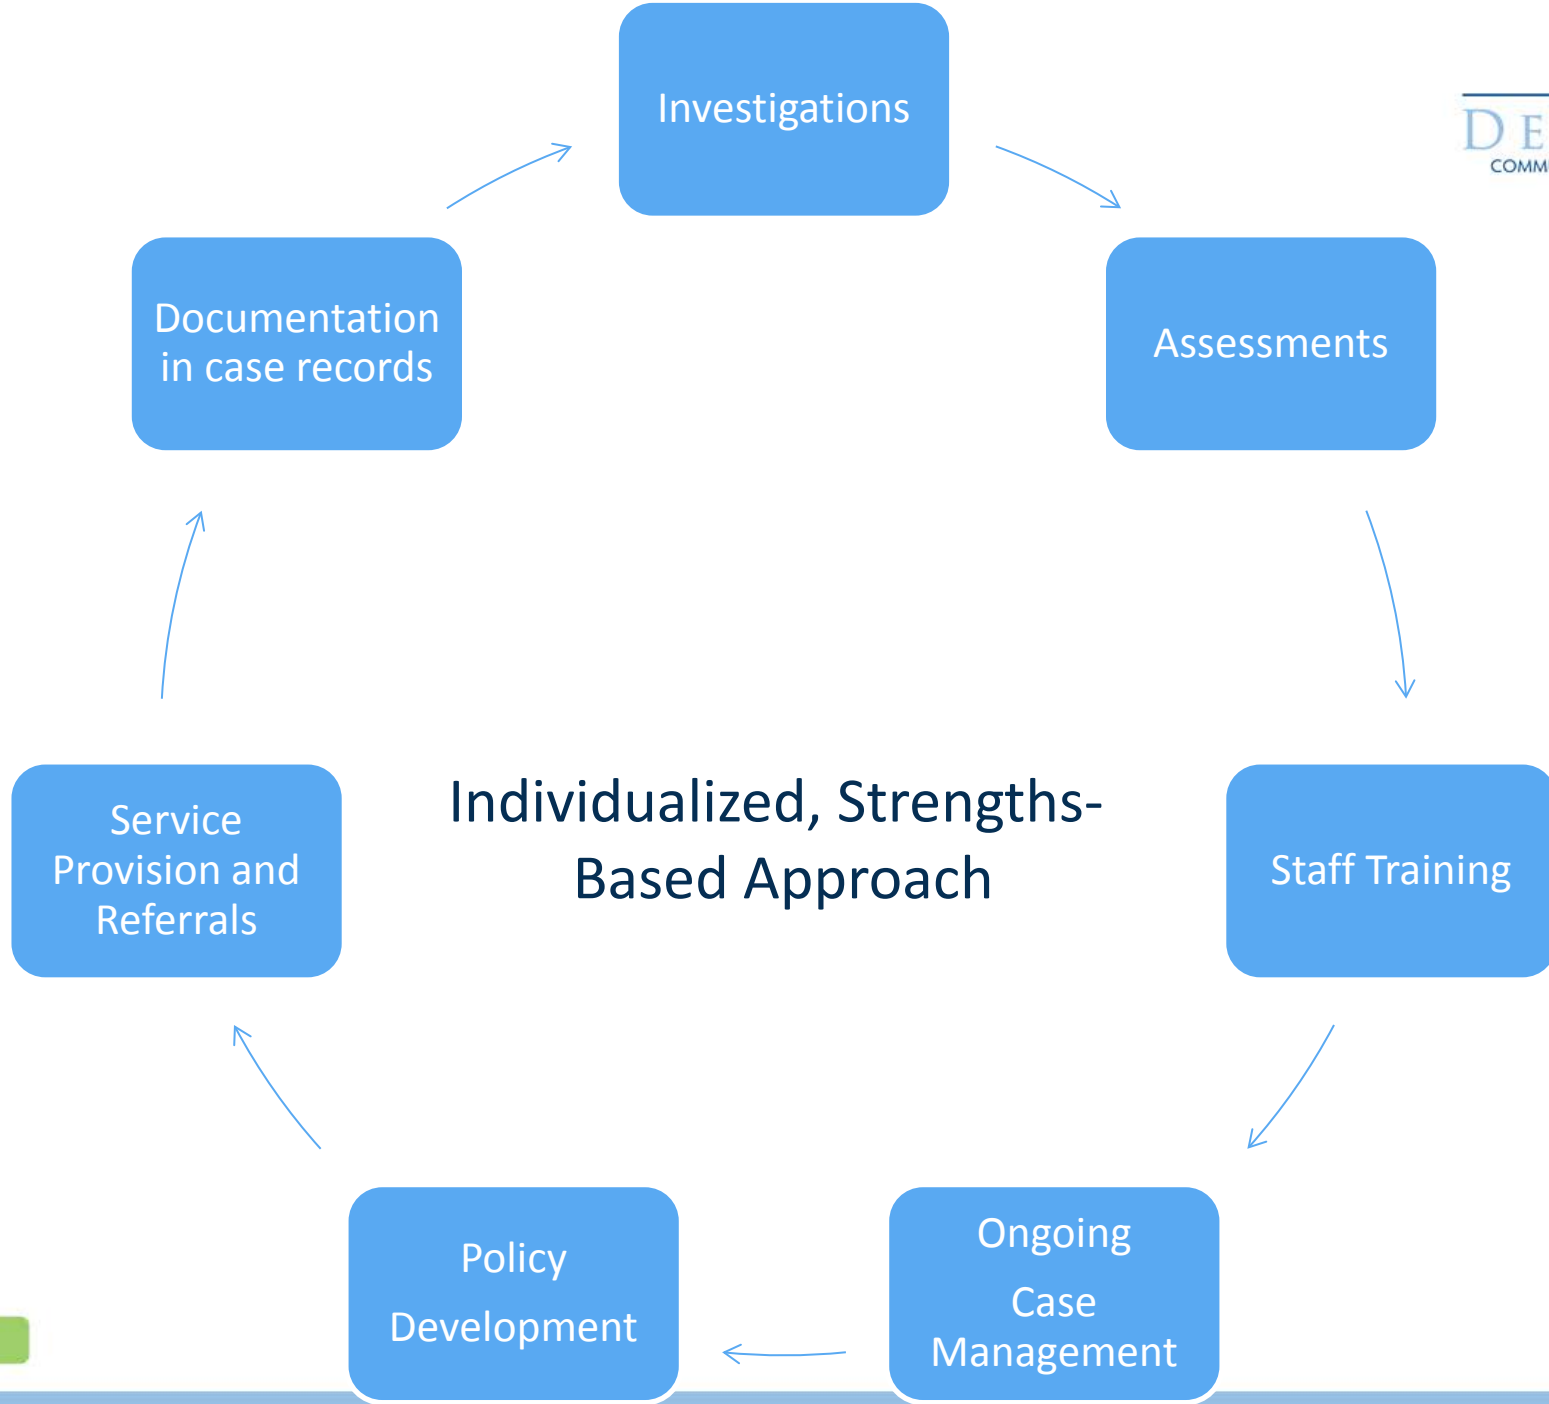 Investigations
Assessments
Staff Training
Ongoing
Case
Management
Policy
Development
Service
Provision and
Referrals
Documentation
in case records
Individualized, Strengths-
Based Approach